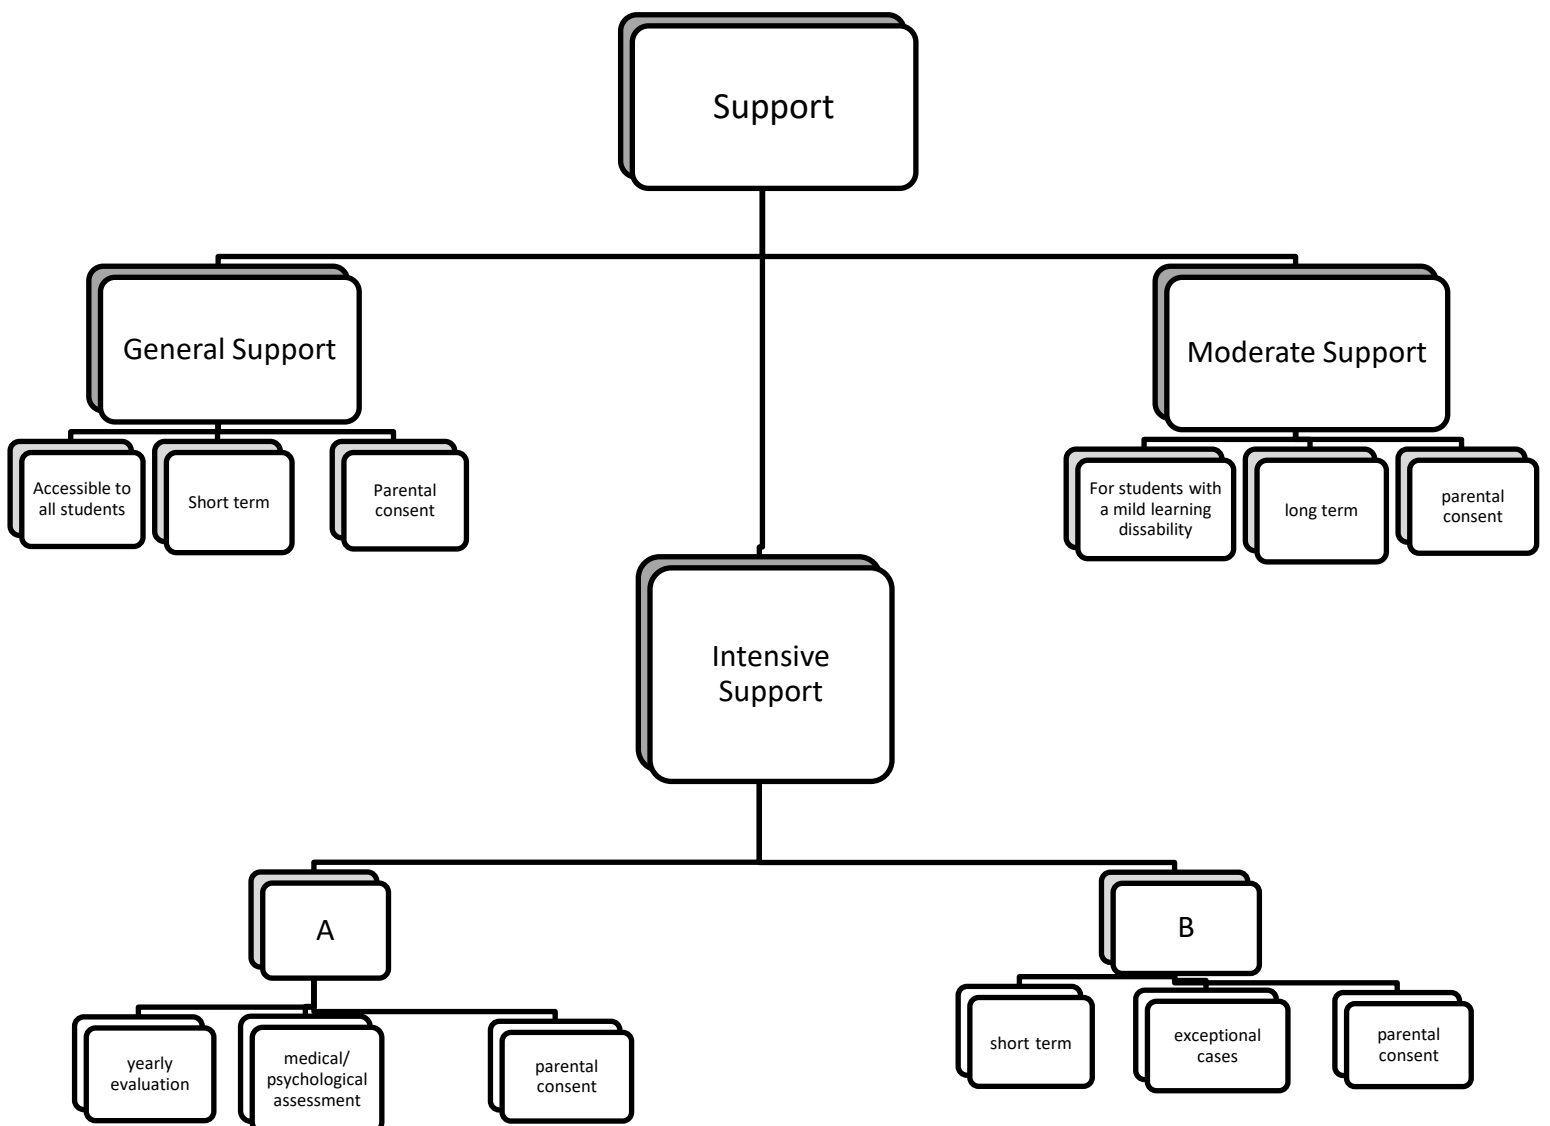 Support
General Support
Moderate Support
Accessible to
all students
Short term
Parental
consent
For students with
a mild learning
dissability
long term
parental
consent
Intensive
Support
A
B
yearly
evaluation
medical/
psychological
assessment
parental
consent
short term
exceptional
cases
parental
consent